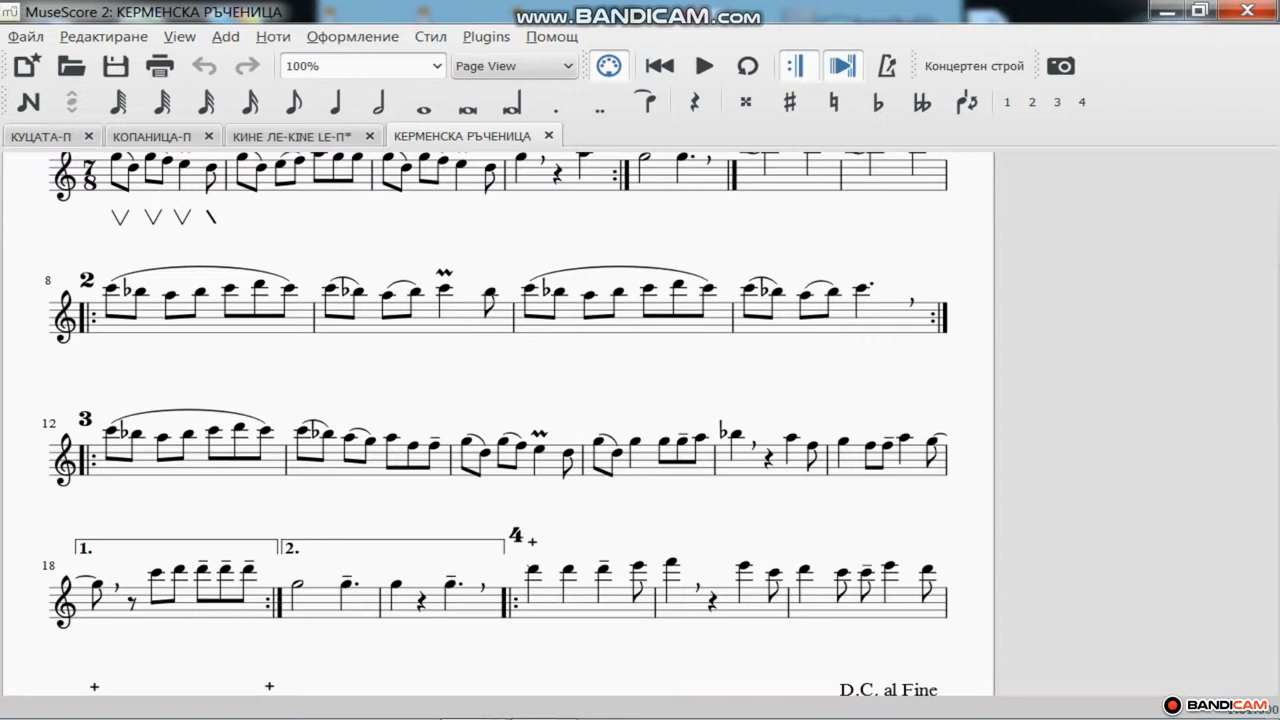 MuseScore 2: КЕРМЕНСКА РЪЧЕНИЦА
www.BANDICAM.com
Файл Редактиране View Add Ноти Оформление Стил Plugins Помощ
100% Page View Концертен строй
1 2 3 4
КУЦАТА-П КОПАНИЦА-П КИНЕ ЛЕ-KINE LE-П* КЕРМЕНСКА РЪЧЕНИЦА
7
8
8 2
12 3
18 1. 2. 4
D.C. al Fine
BANDICAM